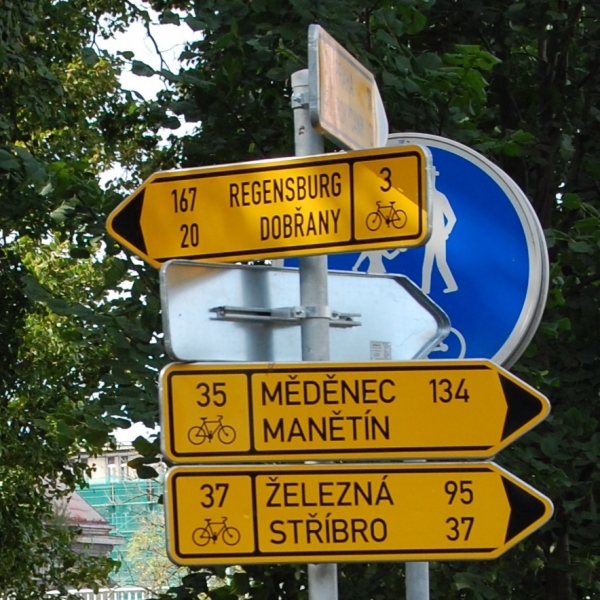 167 REGENSBURG 3
20 DOBŘANY
35 MĚDĚNEC 134
MANĚTÍN
37 ŽELEZNÁ 95
STŘÍBRO 37